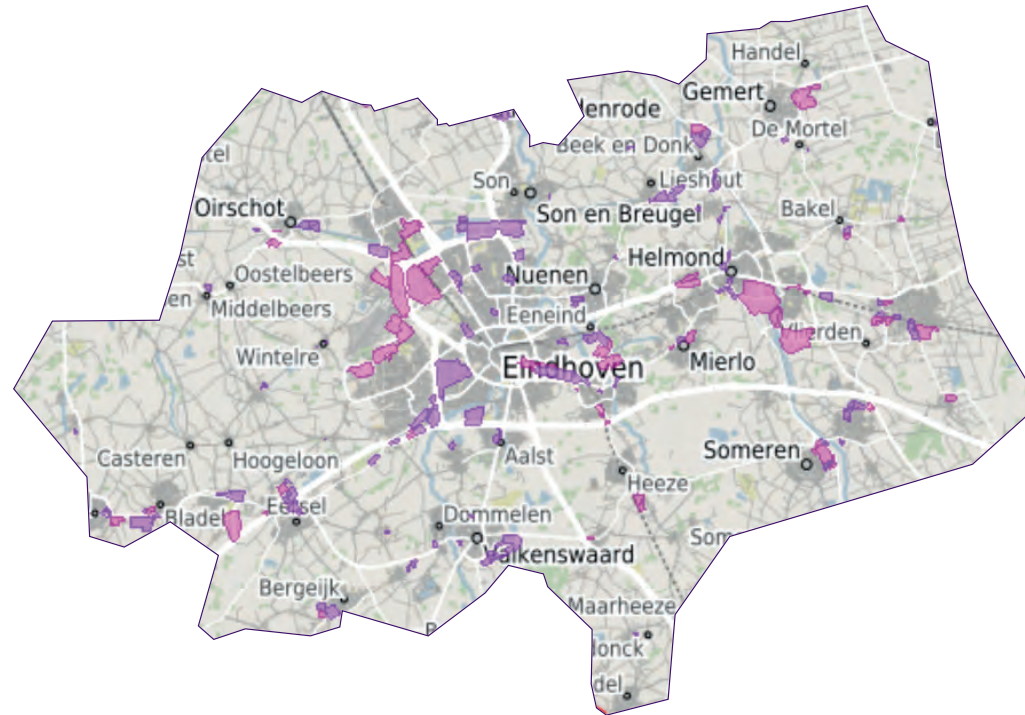 Handel
Gemert
De Mortel
Beek en Donk
Lieshout
Son
Son en Breugel
Oirschot
Bakel
Helmond
Nuenen
Oostelbeers
Middelbeers
Eeneind
Vlierden
Wintelre
Eindhoven
Mierlo
Casteren
Hoogeloon
Aalst
Someren
Heeze
Bladel
Eersel
Dommelen
Valkenswaard
Bergeijk
Maarheeze